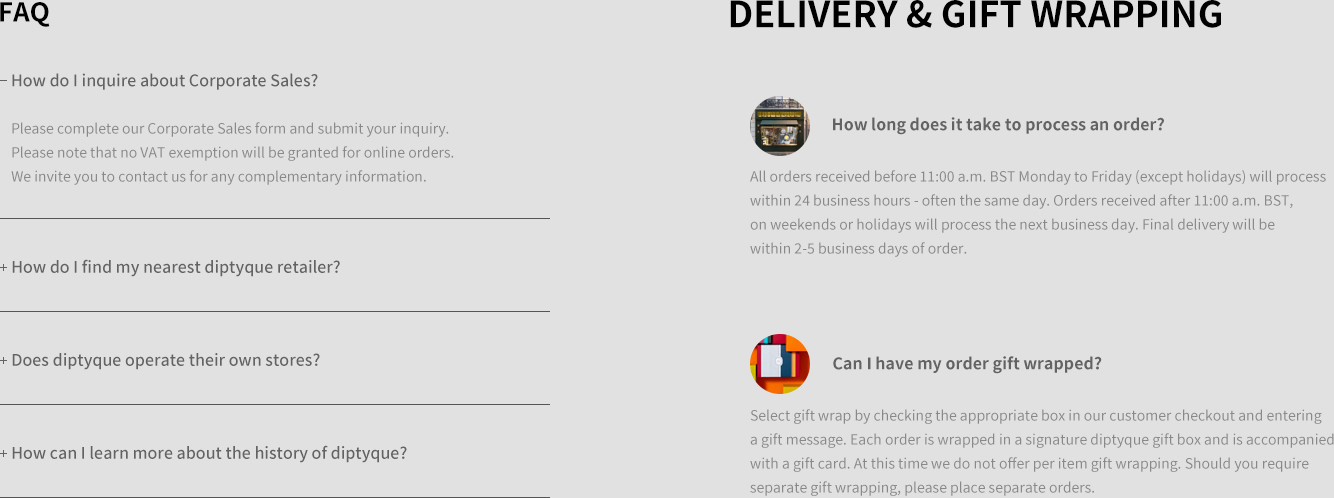 FAQ
– How do I inquire about Corporate Sales?
Please complete our Corporate Sales form and submit your inquiry.
Please note that no VAT exemption will be granted for online orders.
We invite you to contact us for any complementary information.
+ How do I find my nearest diptyque retailer?
+ Does diptyque operate their own stores?
+ How can I learn more about the history of diptyque?
DELIVERY & GIFT WRAPPING
How long does it take to process an order?
All orders received before 11:00 a.m. BST Monday to Friday (except holidays) will process
within 24 business hours - often the same day. Orders received after 11:00 a.m. BST,
on weekends or holidays will process the next business day. Final delivery will be
within 2-5 business days of order.
Can I have my order gift wrapped?
Select gift wrap by checking the appropriate box in our customer checkout and entering
a gift message. Each order is wrapped in a signature diptyque gift box and is accompanied
with a gift card. At this time we do not offer per item gift wrapping. Should you require
separate gift wrapping, please place separate orders.